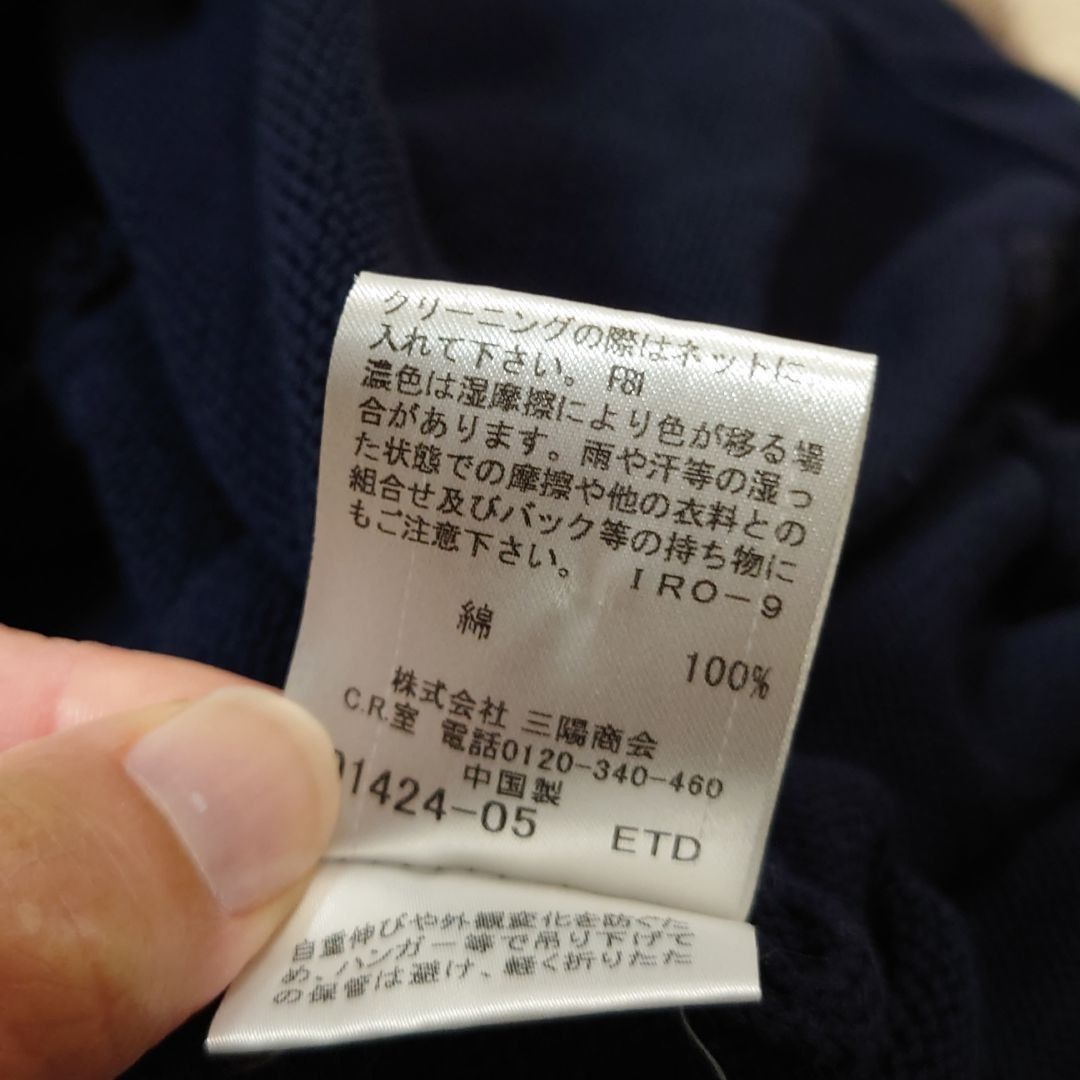 クリーニングの際はネットに、
入れて下さい。 F8I
濃色は湿摩擦により色が移る場
合があります。雨や汗等の湿っ
た状態での摩擦や他の衣料との
組合せ及びバック等の持ち物に
もご注意下さい。 IRO-9
綿
100%
株式会社 三陽商会
C.R.室 電話0120-340-460
中国製
01424-05 ETD
自重伸びや外観変化を防ぐた
め、ハンガー等で吊り下げて
の保管は避け、軽く折りたた